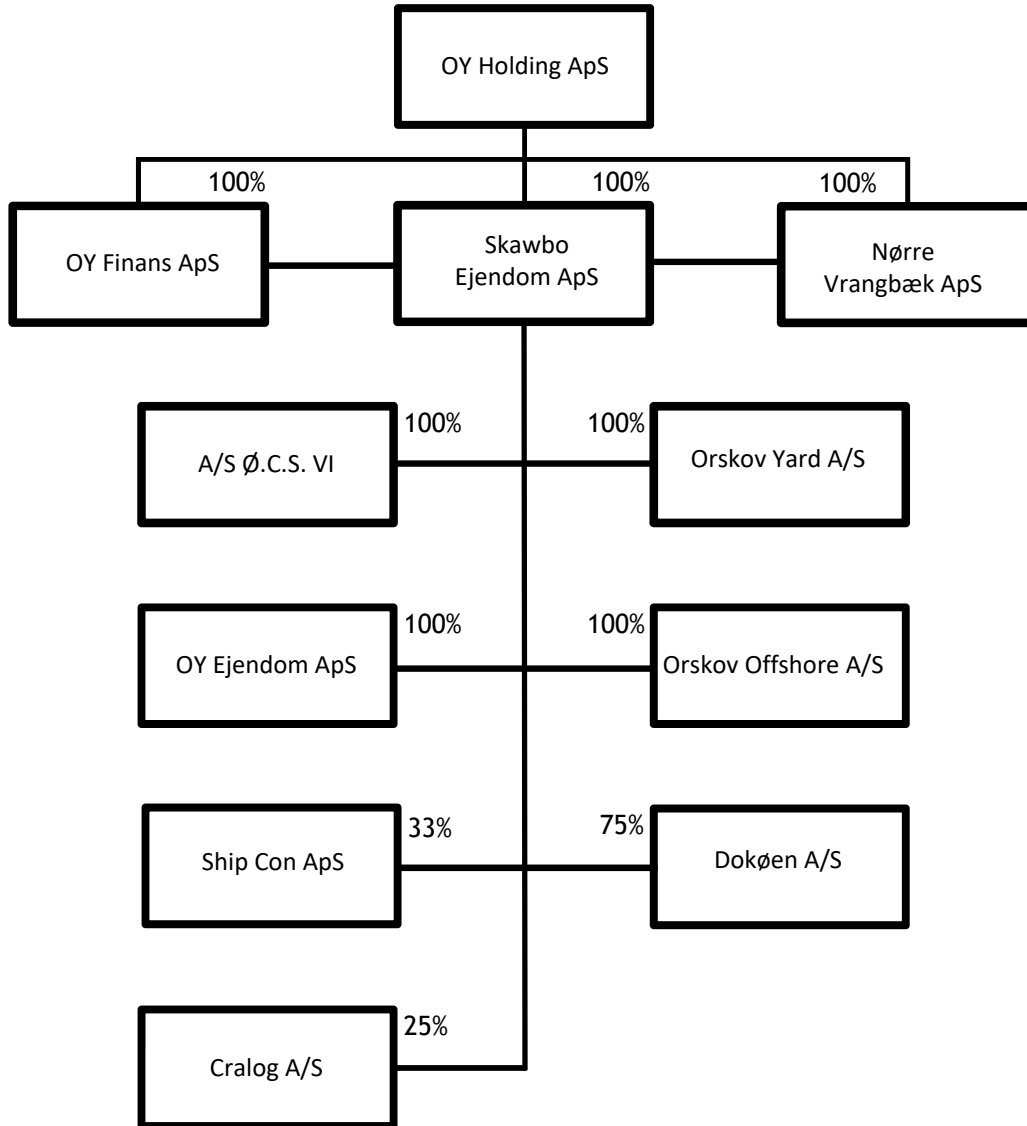 OY Holding ApS
100%
100%
100%
OY Finans ApS
Skawbo
Ejendom ApS
Nørre
Vrangbæk ApS
100%
100%
A/S Ø.C.S. VI
Orskov Yard A/S
100%
100%
OY Ejendom ApS
Orskov Offshore A/S
33%
75%
Ship Con ApS
Dokøen A/S
25%
Cralog A/S